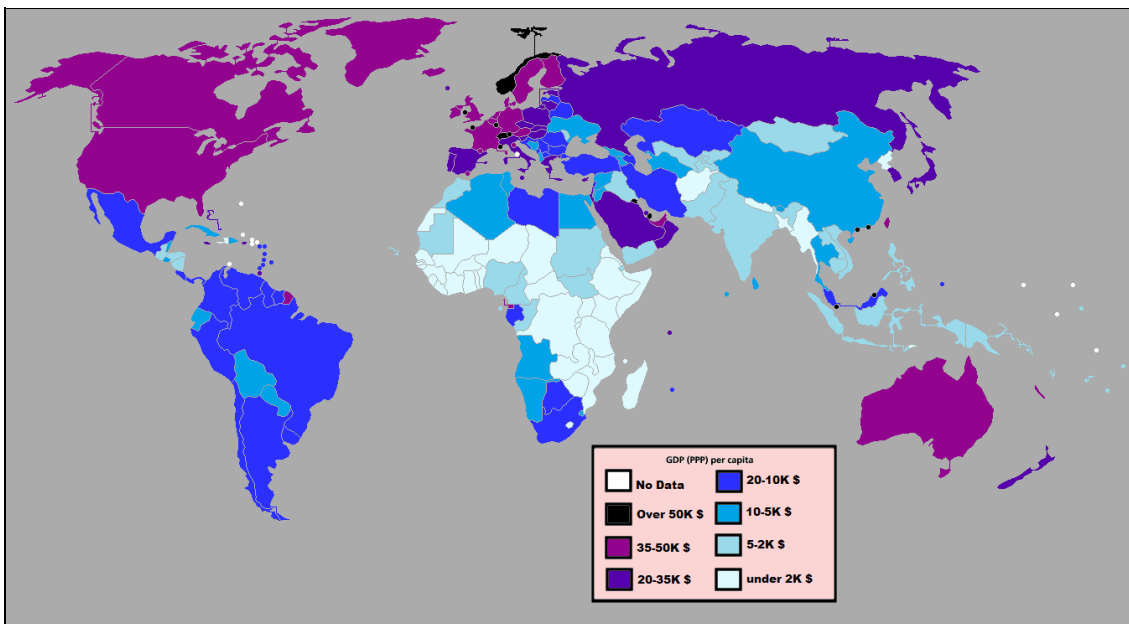 GDP (PPP) per capita
No Data
Over 50K $
35-50K $
20-35K $
20-10K $
10-5K $
5-2K $
under 2K $